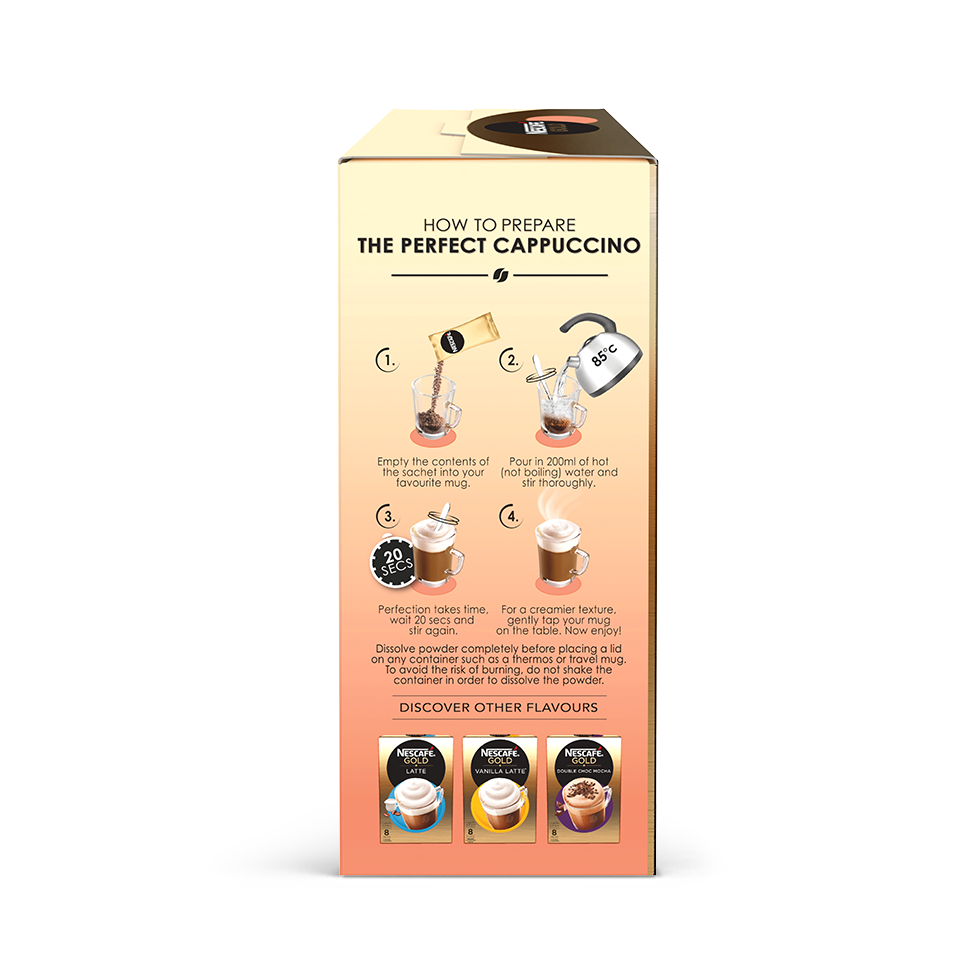 NESCAFÉ
GOLD
HOW TO PREPARE
THE PERFECT CAPPUCCINO
1.
NESCAFÉ
2.
85°C
Empty the contents of
the sachet into your
favourite mug.
Pour in 200ml of hot
(not boiling) water and
stir thoroughly.
3.
20
SECS
4.
Perfection takes time,
wait 20 secs and
stir again.
For a creamier texture,
gently tap your mug
on the table. Now enjoy!
Dissolve powder completely before placing a lid
on any container such as a thermos or travel mug.
To avoid the risk of burning, do not shake the
container in order to dissolve the powder.
DISCOVER OTHER FLAVOURS
NESCAFÉ
GOLD
LATTE
8
NESCAFÉ
GOLD
VANILLA LATTE
8
NESCAFÉ
GOLD
DOUBLE CHOC MOCHA
8